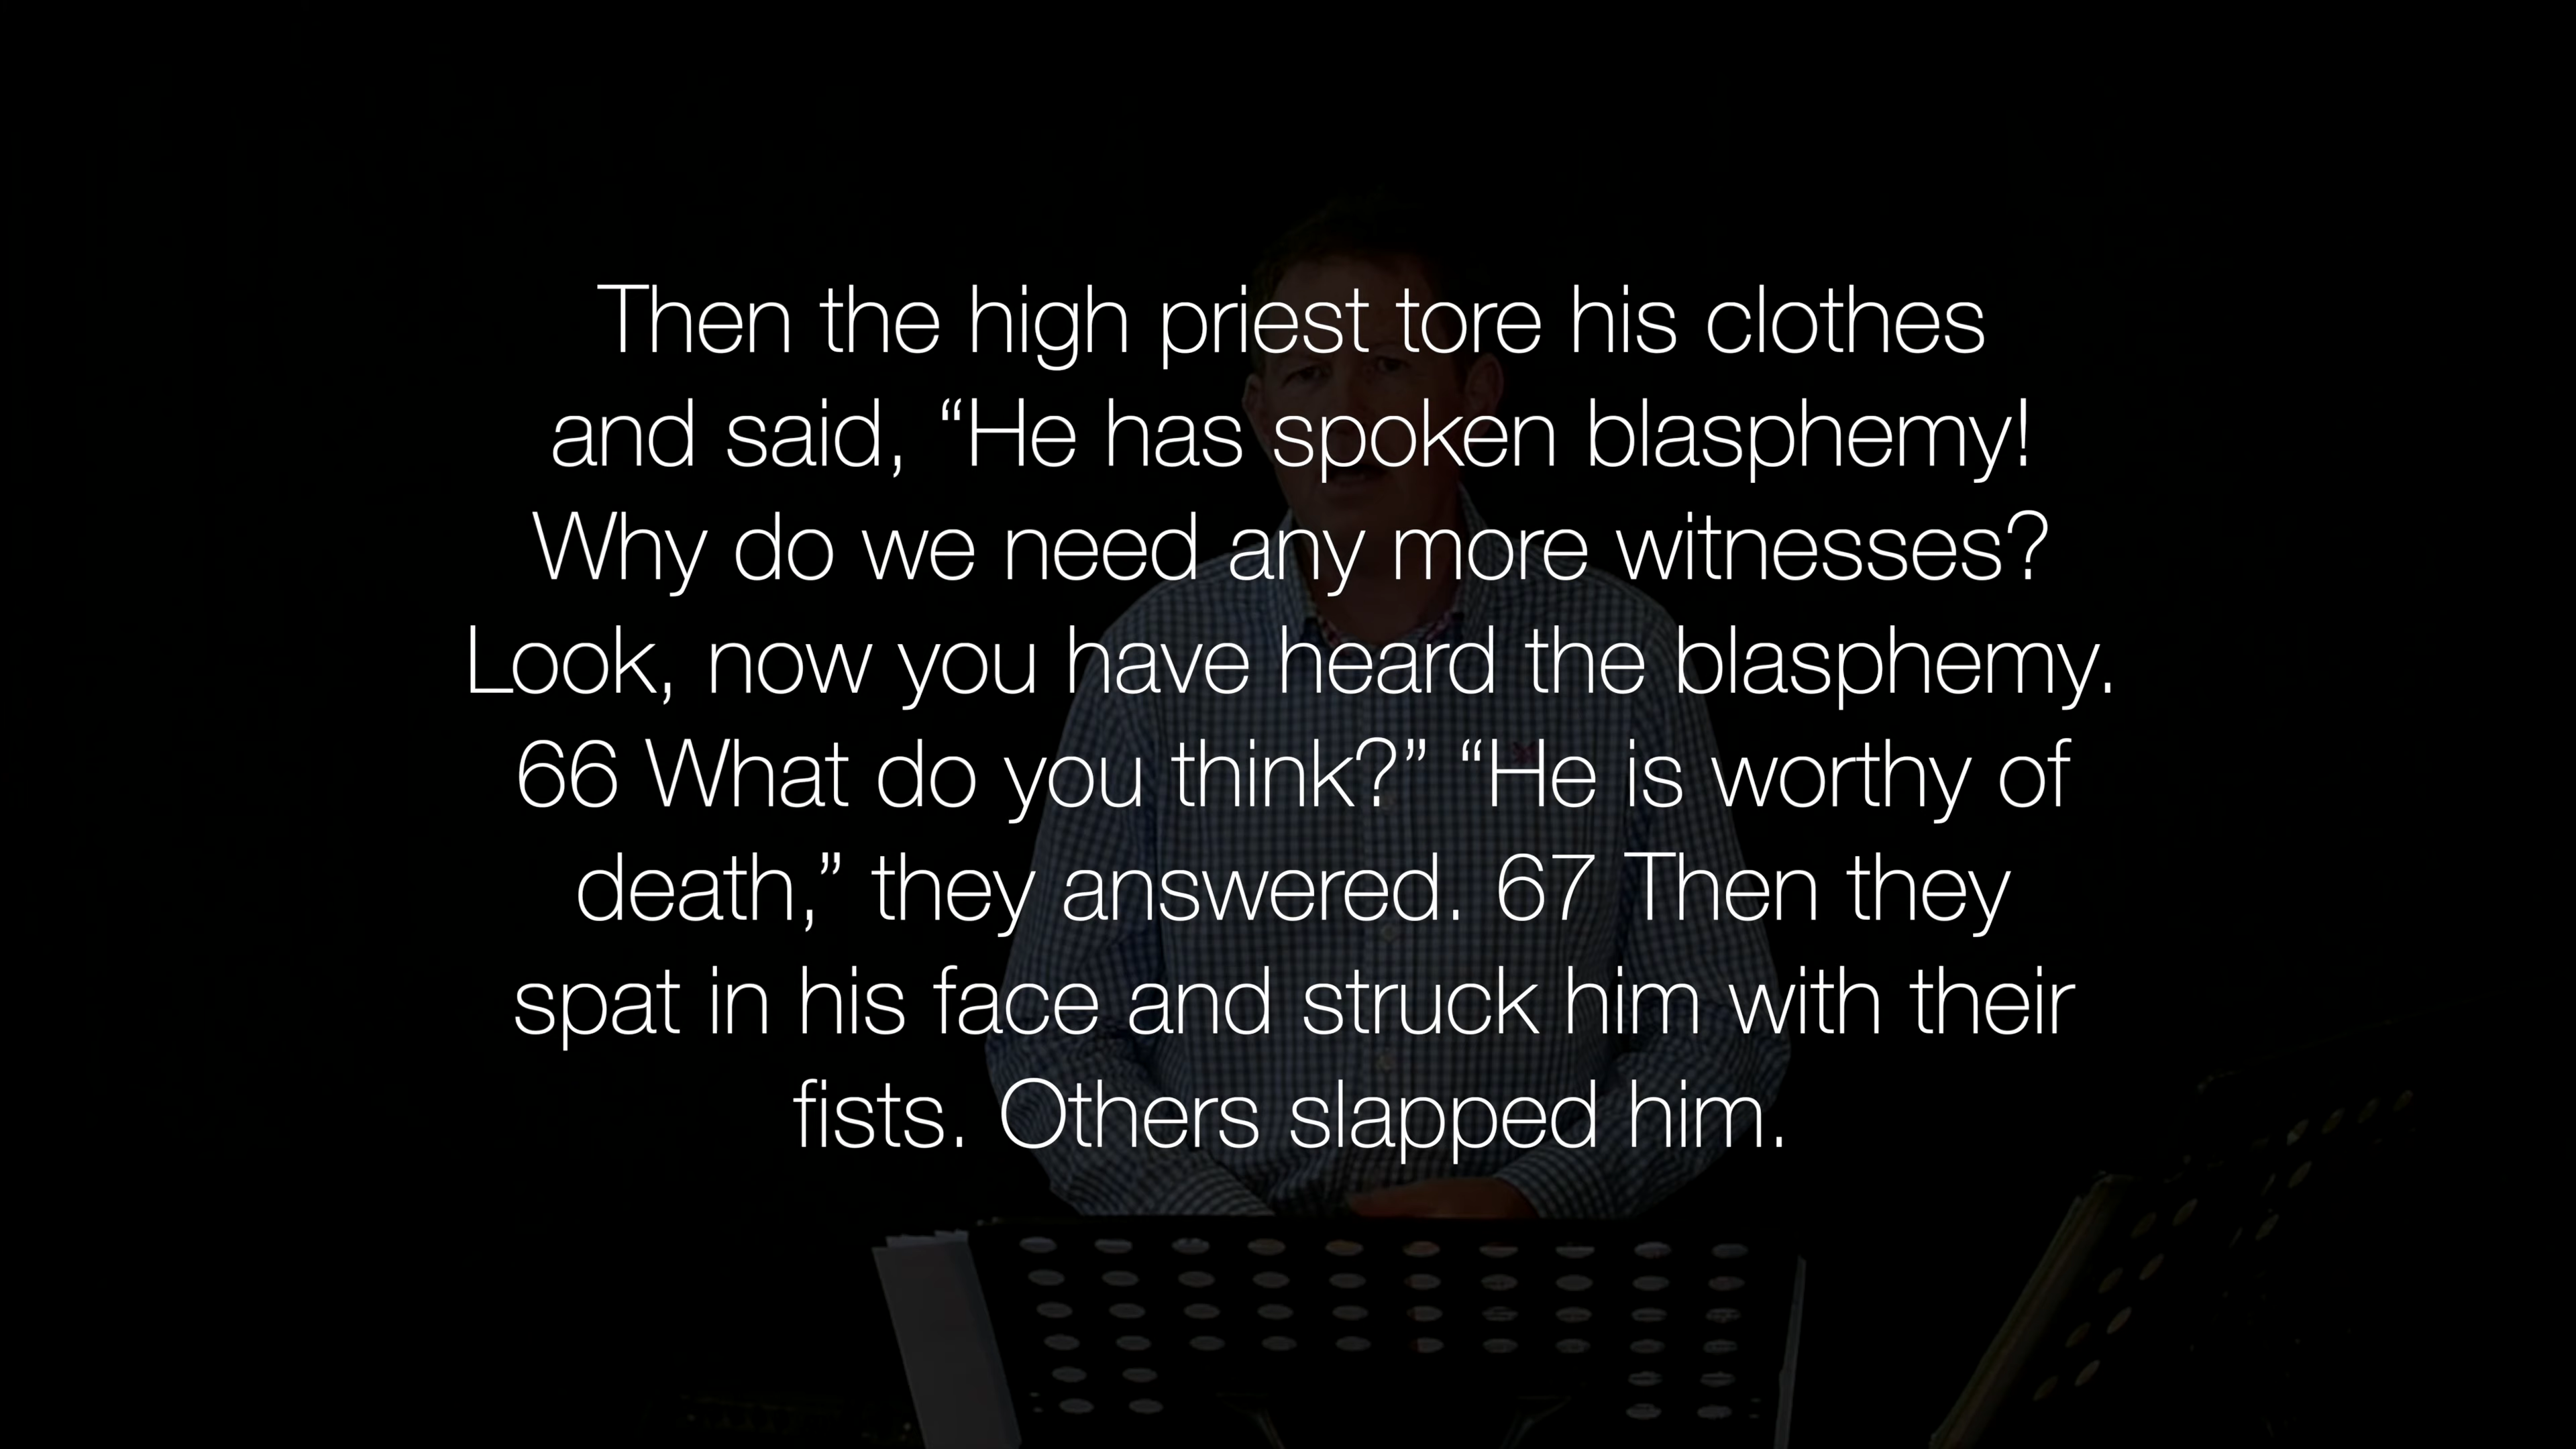 Then the high priest tore his clothes
and said, “He has spoken blasphemy!
Why do we need any more witnesses?
Look, now you have heard the blasphemy.
66 What do you think?” “He is worthy of
death,” they answered. 67 Then they
spat in his face and struck him with their
fists. Others slapped him.